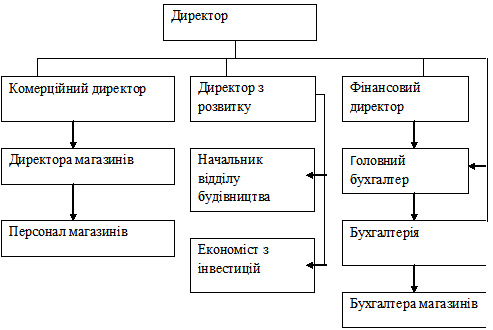 Директор
Комерційний директор
Директор з
розвитку
Фінансовий
директор
Директора магазинів
Начальник
відділу
будівництва
Головний
бухгалтер
Персонал магазинів
Економіст з
інвестицій
Бухгалтерія
Бухгалтера магазинів